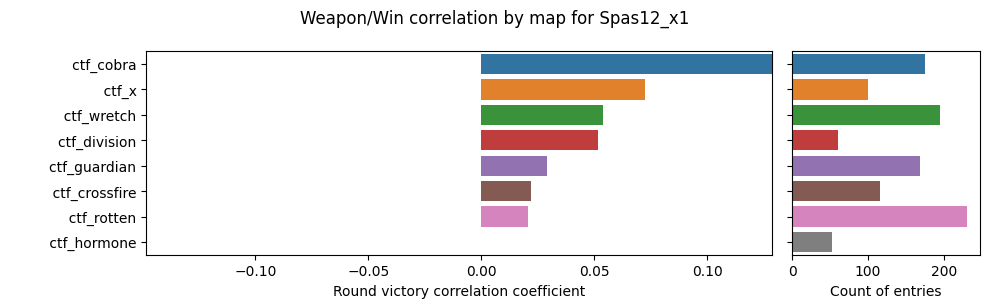 Weapon/Win correlation by map for Spas12_x1
ctf_cobra
ctf_x
ctf_wretch
ctf_division
ctf_guardian
ctf_crossfire
ctf_rotten
ctf_hormone
−0.10 −0.05 0.00 0.05 0.10 0 100 200
Round victory correlation coefficient Count of entries